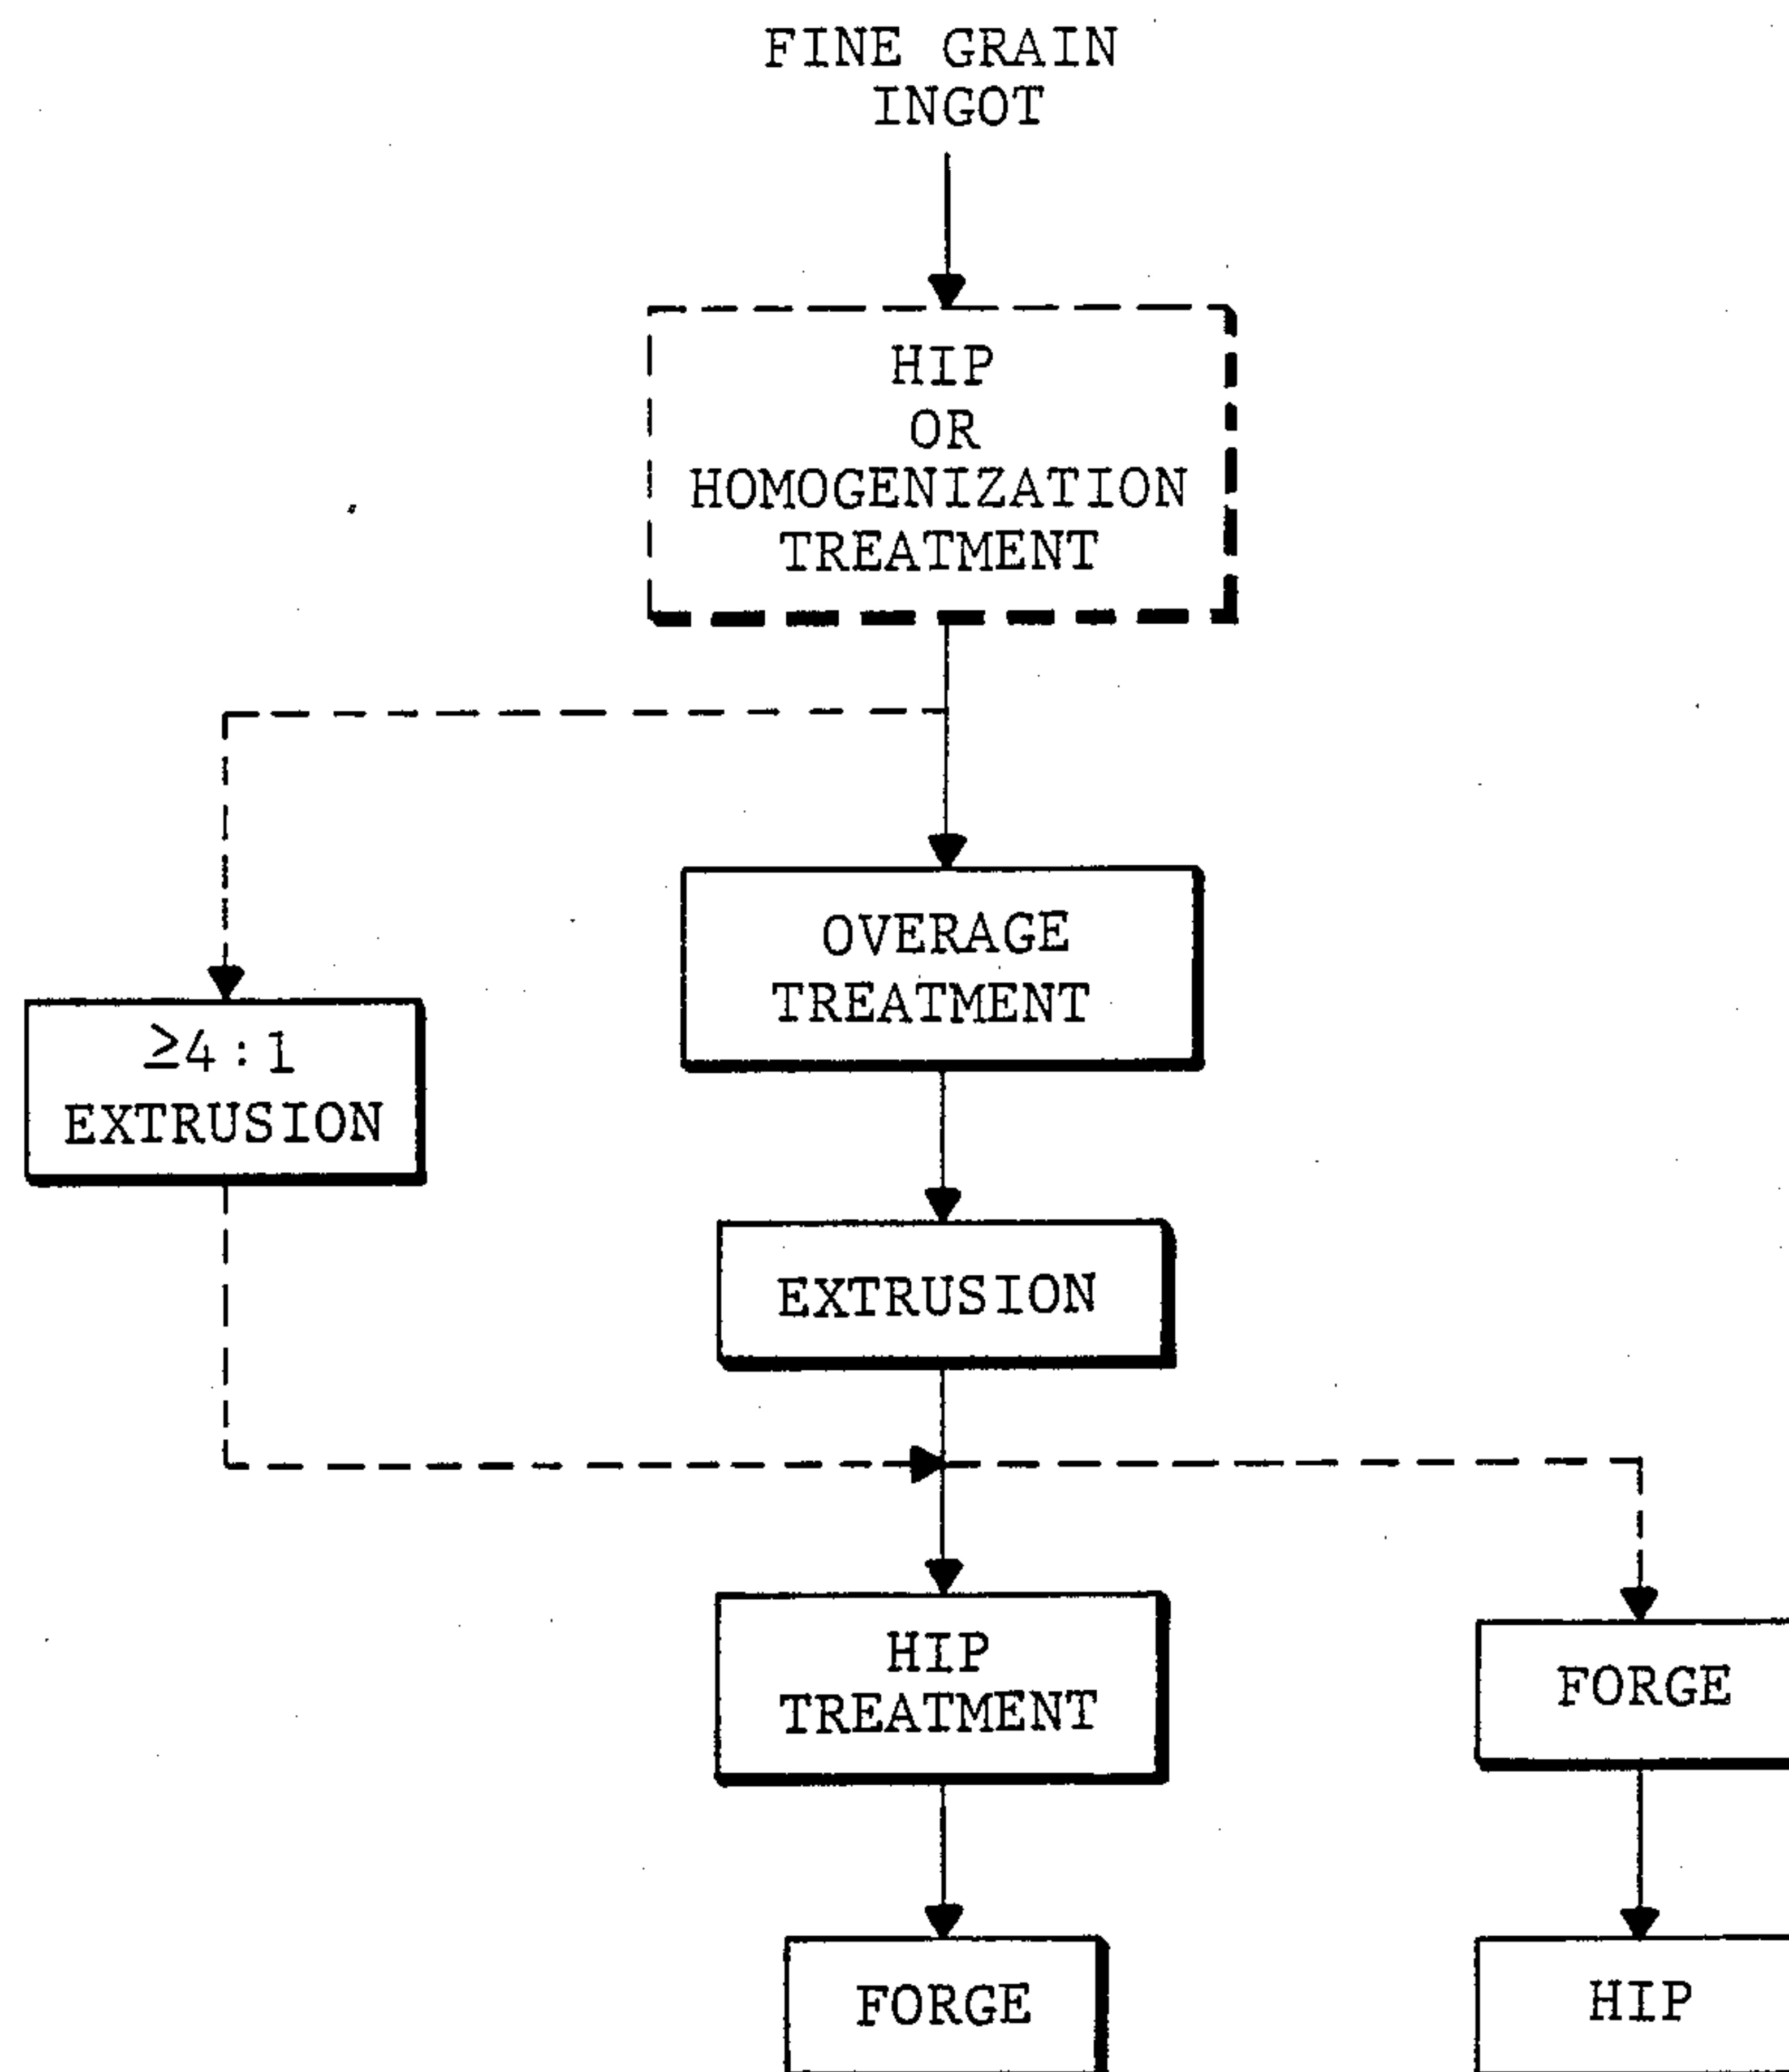 FINE GRAIN
INGOT
HIP
OR
HOMOGENIZATION
TREATMENT
OVERAGE
TREATMENT
≥4:1
EXTRUSION
EXTRUSION
HIP
TREATMENT
FORGE
FORGE
HIP